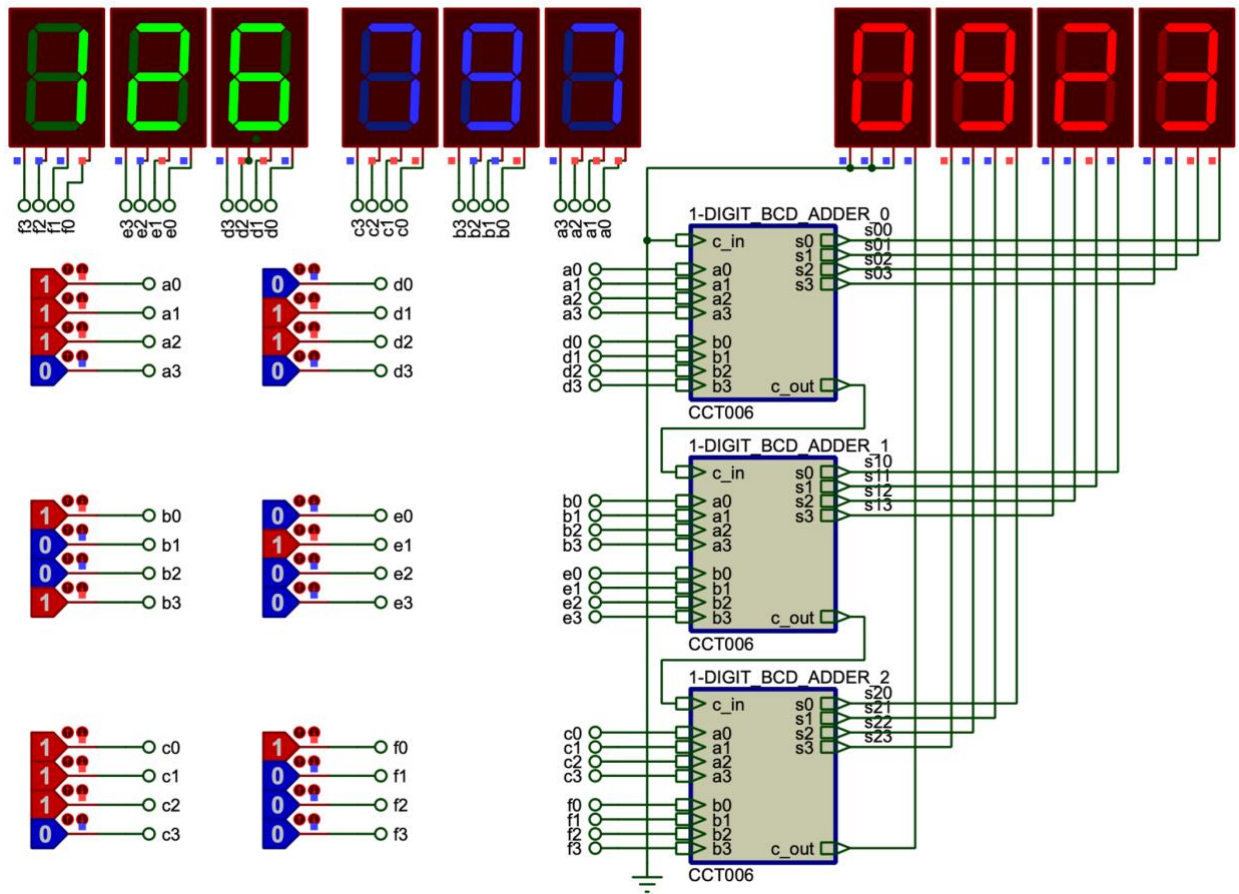 126 797 0923
f3 f2 f1 f0 e3 e2 e1 e0 d3 d2 d1 d0 c3 c2 c1 c0 b3 b2 b1 b0 a3 a2 a1 a0
1 a0
1 a1
1 a2
0 a3
0 d0
1 d1
1 d2
0 d3
1-DIGIT_BCD_ADDER_0
c_in s0 s00
s1 s01
s2 s02
s3 s03
a0 a0
a1 a1
a2 a2
a3 a3
d0 b0
d1 b1
d2 b2
d3 b3 c_out
CCT006
1 b0
0 b1
0 b2
1 b3
0 e0
1 e1
0 e2
0 e3
1-DIGIT_BCD_ADDER_1
c_in s0 s10
s1 s11
s2 s12
s3 s13
b0 a0
b1 a1
b2 a2
b3 a3
e0 b0
e1 b1
e2 b2
e3 b3 c_out
CCT006
1 c0
1 c1
1 c2
0 c3
1 f0
0 f1
0 f2
0 f3
1-DIGIT_BCD_ADDER_2
c_in s0 s20
s1 s21
s2 s22
s3 s23
c0 a0
c1 a1
c2 a2
c3 a3
f0 b0
f1 b1
f2 b2
f3 b3 c_out
CCT006